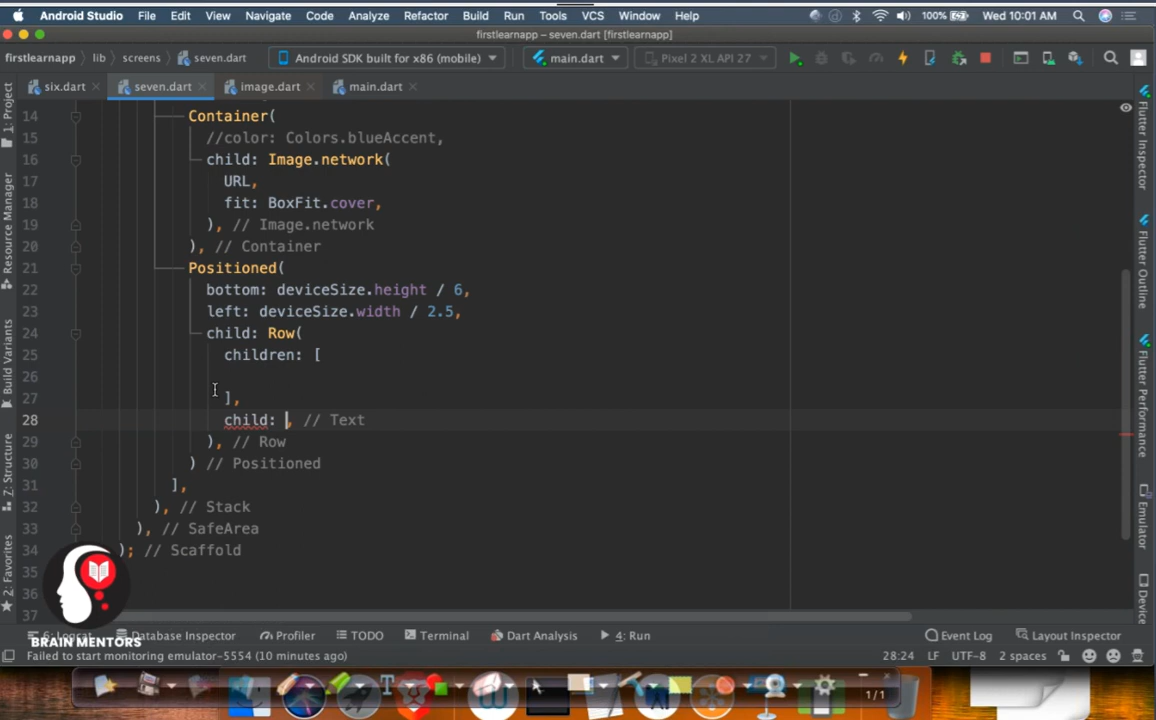 Android Studio File Edit View Navigate Code Analyze Refactor Build Run Tools VCS Window Help 100% Wed 10:01 AM
firstlearnapp – seven.dart [firstlearnapp]
firstlearnapp lib screens seven.dart Android SDK built for x86 (mobile) main.dart Pixel 2 XL API 27
six.dart seven.dart image.dart main.dart
14 Container(
15 //color: Colors.blueAccent,
16 child: Image.network(
17 URL,
18 fit: BoxFit.cover,
19 ), // Image.network
20 ), // Container
21 Positioned(
22 bottom: deviceSize.height / 6,
23 left: deviceSize.width / 2.5,
24 child: Row(
25 children: [
26
27 ],
28 child: , // Text
29 ), // Row
30 ) // Positioned
31 ],
32 ), // Stack
33 ), // SafeArea
34 ); // Scaffold
35
36
37
1: Project
Resource Manager
Build Variants
7: Structure
2: Favorites
Flutter Inspector
Flutter Outline
Flutter Performance
Emulator
Device
BRAIN MENTORS
6: Logcat Database Inspector Profiler TODO Terminal Dart Analysis 4: Run Event Log Layout Inspector
Failed to start monitoring emulator-5554 (10 minutes ago) 28:24 LF UTF-8 2 spaces
1/1